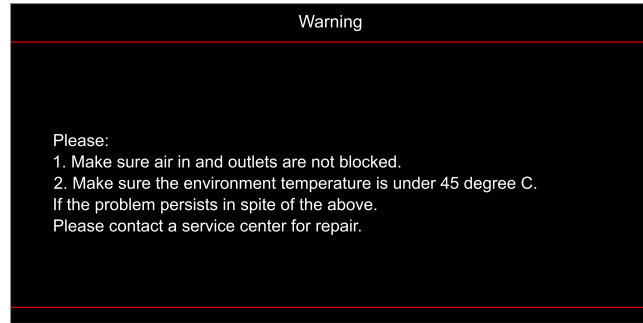 Warning
Please:
1. Make sure air in and outlets are not blocked.
2. Make sure the environment temperature is under 45 degree C.
If the problem persists in spite of the above.
Please contact a service center for repair.